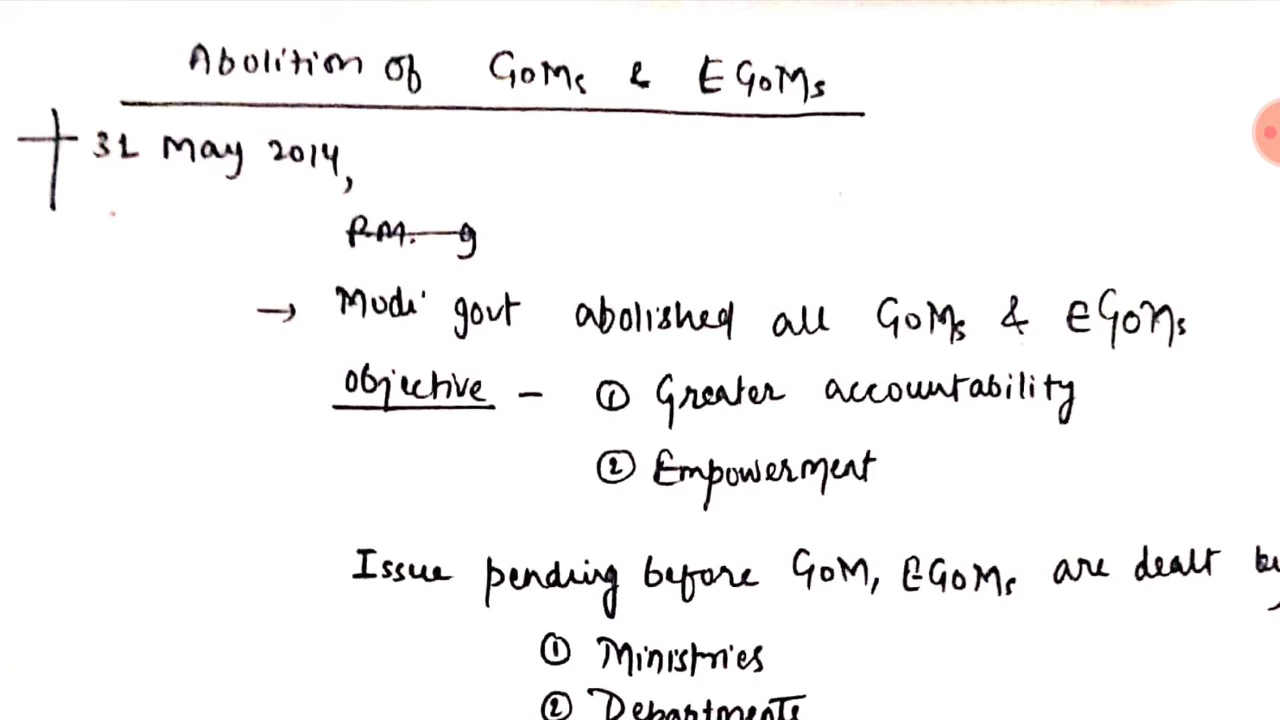 Abolition of GoMs & EGoMs
31 May 2014,
P.M. g
→ Modi govt abolished all GoMs & EGoMs
Objective - ① Greater accountability
② Empowerment
Issue pending before GoM, EGoMs are dealt by
① Ministries
② Departments